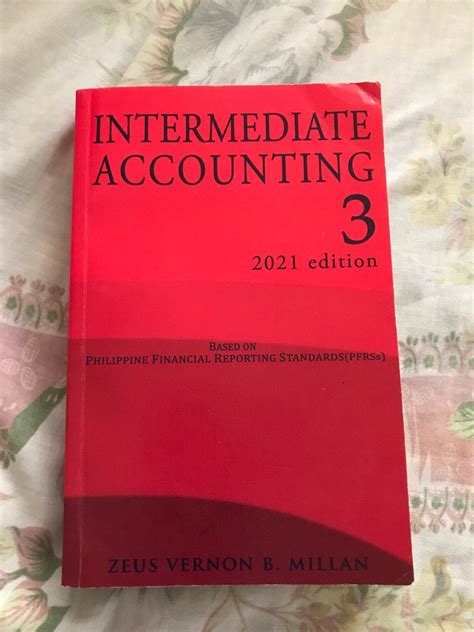 INTERMEDIATE
ACCOUNTING
3
2021 edition
BASED ON
PHILIPPINE FINANCIAL REPORTING STANDARDS(PFRSs)
ZEUS VERNON B. MILLAN